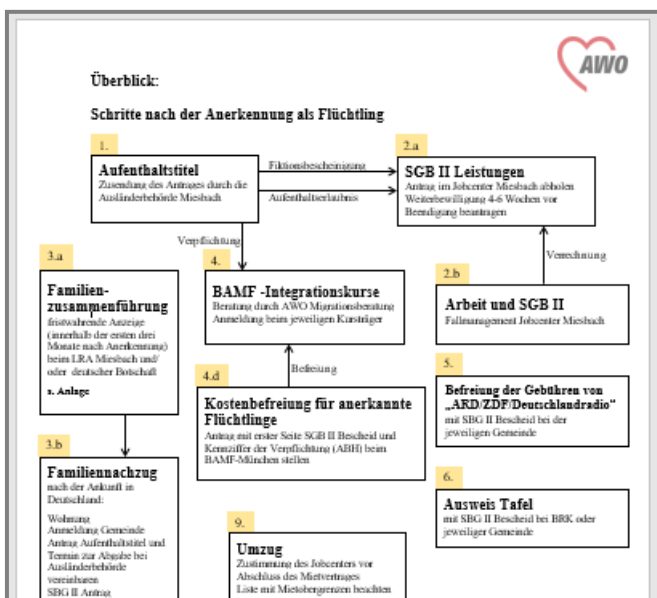 AWO
Überblick:
Schritte nach der Anerkennung als Flüchtling
1.
Aufenthaltstitel
Zusendung des Antrages durch die
Ausländerbehörde Miesbach
Fiktionsbescheinigung
Aufenthaltserlaubnis
2.a
SGB II Leistungen
Antrag im Jobcenter Miesbach abholen
Weiterbewilligung 4-6 Wochen vor
Beendigung beantragen
Verpflichtung
Verrechnung
3.a
Familien-
zusammenführung
fristwahrende Anzeige
(innerhalb der ersten drei
Monate nach Anerkennung)
beim LRA Miesbach und/
oder deutscher Botschaft
s. Anlage
4.
BAMF -Integrationskurse
Beratung durch AWO Migrationsberatung
Anmeldung beim jeweiligen Kursträger
2.b
Arbeit und SGB II
Fallmanagement Jobcenter Miesbach
Befreiung
4.d
Kostenbefreiung für anerkannte
Flüchtlinge
Antrag mit erster Seite SGB II Bescheid und
Kennziffer der Verpflichtung (ABH) beim
BAMF-München stellen
5.
Befreiung der Gebühren von
„ARD/ZDF/Deutschlandradio"
mit SBG II Bescheid bei der
jeweiligen Gemeinde
3.b
Familiennachzug
nach der Ankunft in
Deutschland:
Wohnung
Anmeldung Gemeinde
Antrag Aufenthaltstitel und
Termin zur Abgabe bei
Ausländerbehörde
vereinbaren
SBG II Antrag
6.
Ausweis Tafel
mit SBG II Bescheid bei BRK oder
jeweiliger Gemeinde
9.
Umzug
Zustimmung des Jobcenters vor
Abschluss des Mietvertrages
Liste mit Mietobergrenzen beachten